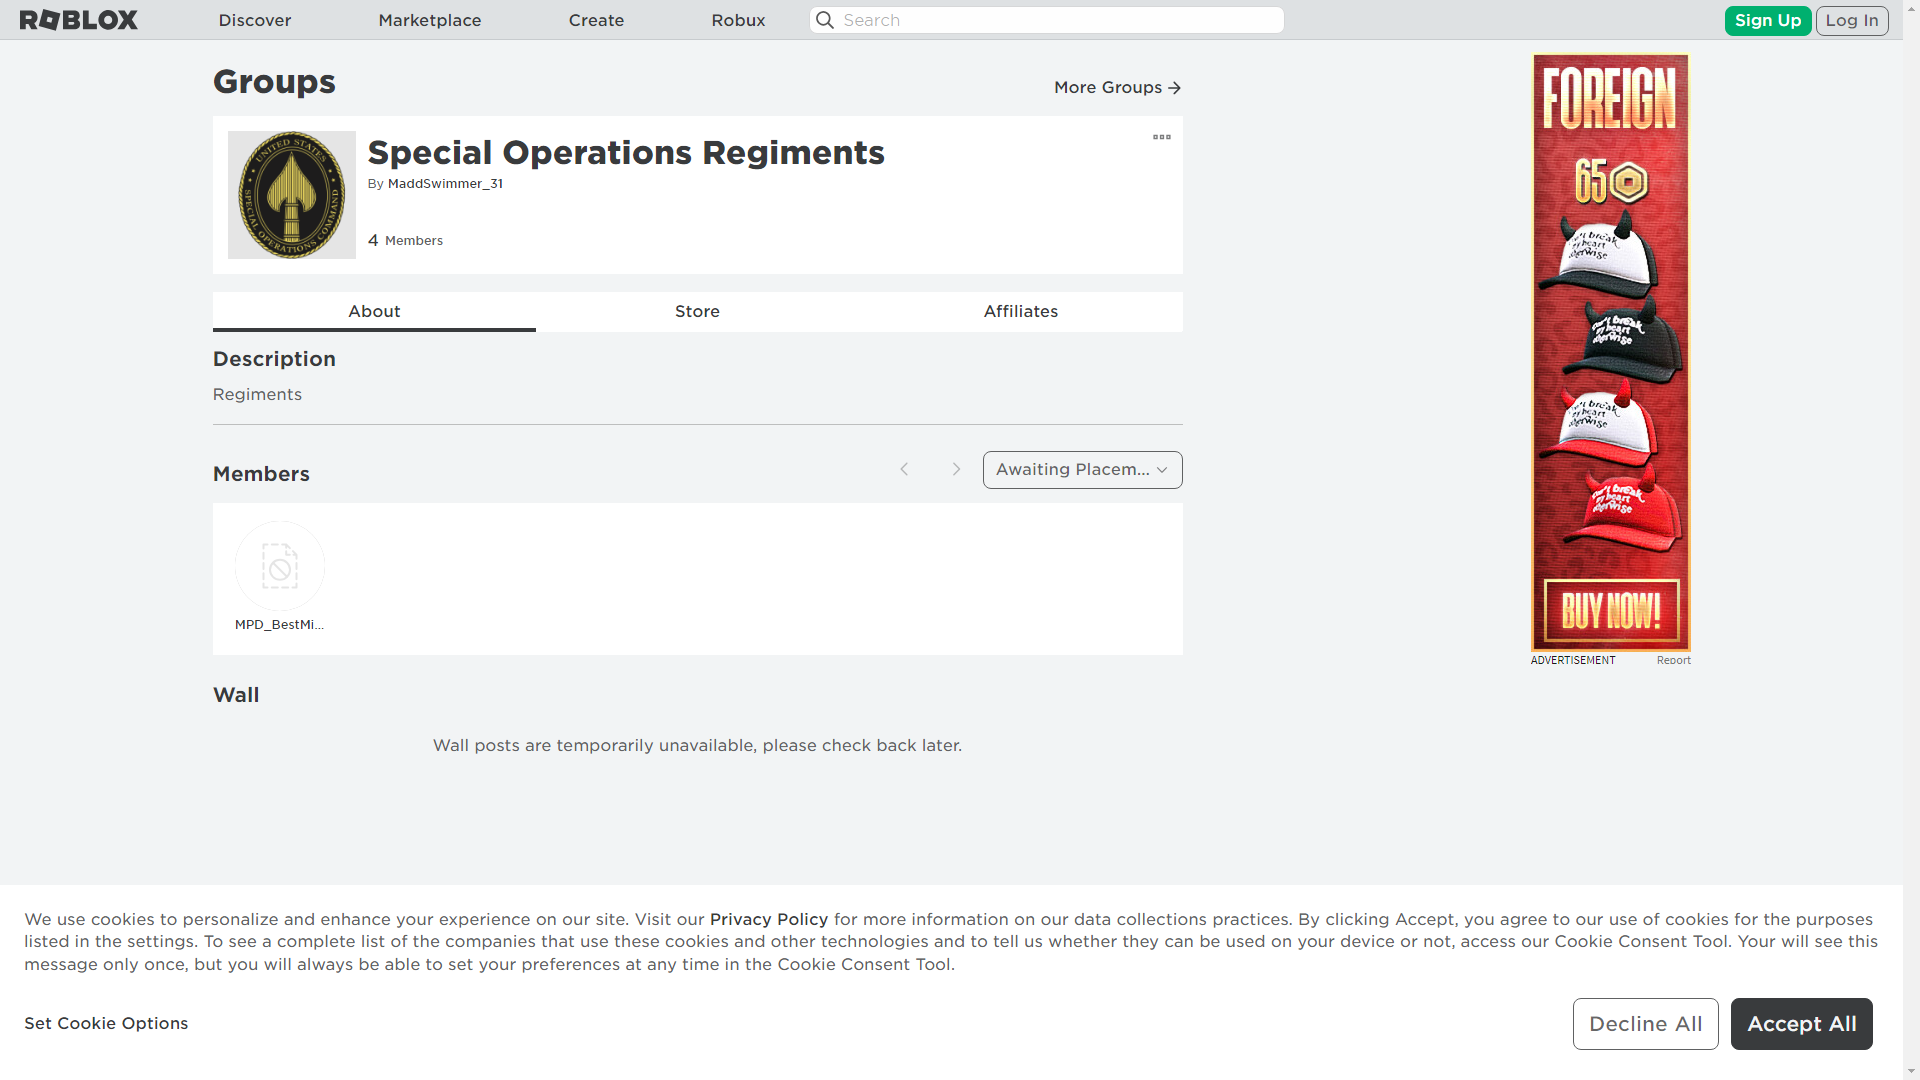 ROBLOX
Discover
Marketplace
Create
Robux
Search
Sign Up
Log In
Groups
More Groups
UNITED STATES
SPECIAL OPERATIONS COMMAND
Special Operations Regiments
By MaddSwimmer_31
4 Members
About
Store
Affiliates
Description
Regiments
Members
Awaiting Placem...
MPD_BestMi...
Wall
Wall posts are temporarily unavailable, please check back later.
FOREIGN
65
BUY NOW!
ADVERTISEMENT
Report
We use cookies to personalize and enhance your experience on our site. Visit our Privacy Policy for more information on our data collections practices. By clicking Accept, you agree to our use of cookies for the purposes
listed in the settings. To see a complete list of the companies that use these cookies and other technologies and to tell us whether they can be used on your device or not, access our Cookie Consent Tool. Your will see this
message only once, but you will always be able to set your preferences at any time in the Cookie Consent Tool.
Set Cookie Options
Decline All
Accept All